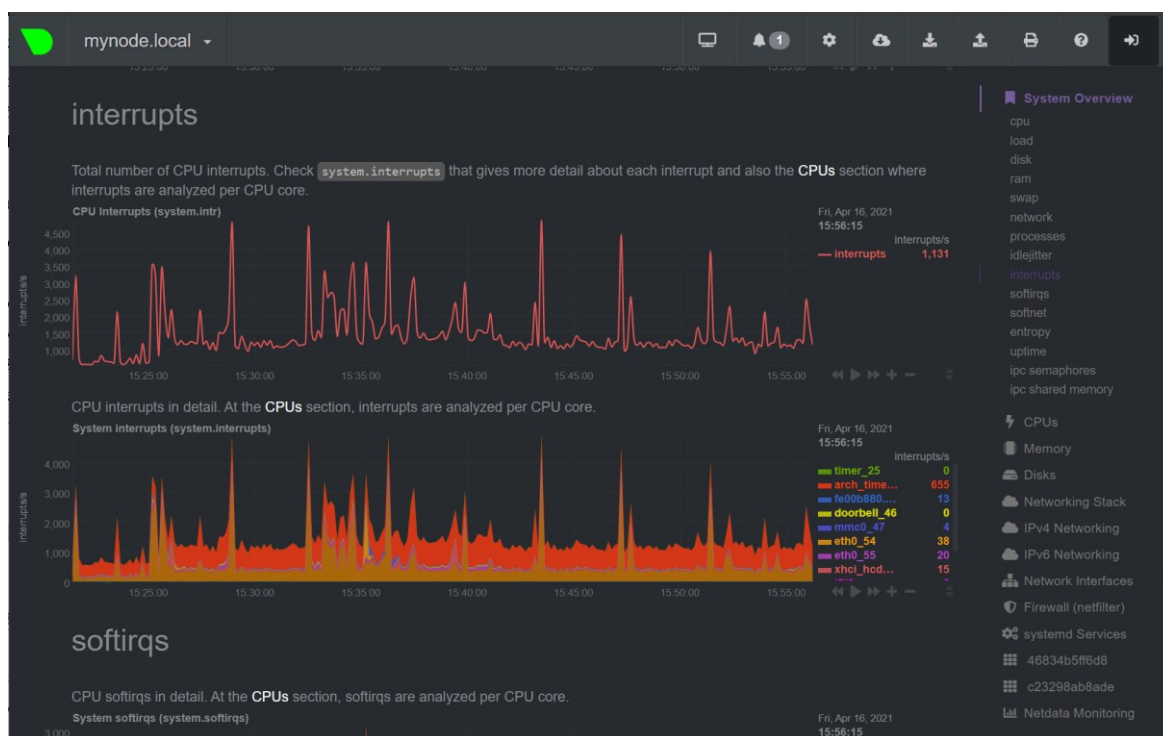 mynode.local
1
interrupts
Total number of CPU interrupts. Check system.interrupts that gives more detail about each interrupt and also the CPUs section where
interrupts are analyzed per CPU core.
CPU Interrupts (system.intr)
Fri, Apr 16, 2021
15:56:15
interrupts/s
interrupts 1,131
interrupts/s
4,500
4,000
3,500
3,000
2,500
2,000
1,500
1,000
15:25:00 15:30:00 15:35:00 15:40:00 15:45:00 15:50:00 15:55:00
CPU interrupts in detail. At the CPUs section, interrupts are analyzed per CPU core.
System interrupts (system.interrupts)
Fri, Apr 16, 2021
15:56:15
interrupts/s
timer_25 0
arch_time... 655
fe00b880.... 13
doorbell_46 0
mmc0_47 4
eth0_54 38
eth0_55 20
xhci_hcd... 15
interrupts/s
4,000
3,000
2,000
1,000
0
15:25:00 15:30:00 15:35:00 15:40:00 15:45:00 15:50:00 15:55:00
softirqs
CPU softirqs in detail. At the CPUs section, softirqs are analyzed per CPU core.
System softirqs (system.softirqs)
Fri, Apr 16, 2021
15:56:15
3,000
System Overview
cpu
load
disk
ram
swap
network
processes
idlejitter
interrupts
softirqs
softnet
entropy
uptime
ipc semaphores
ipc shared memory
CPUs
Memory
Disks
Networking Stack
IPv4 Networking
IPv6 Networking
Network Interfaces
Firewall (netfilter)
systemd Services
46834b5ff6d8
c23298ab8ade
Netdata Monitoring